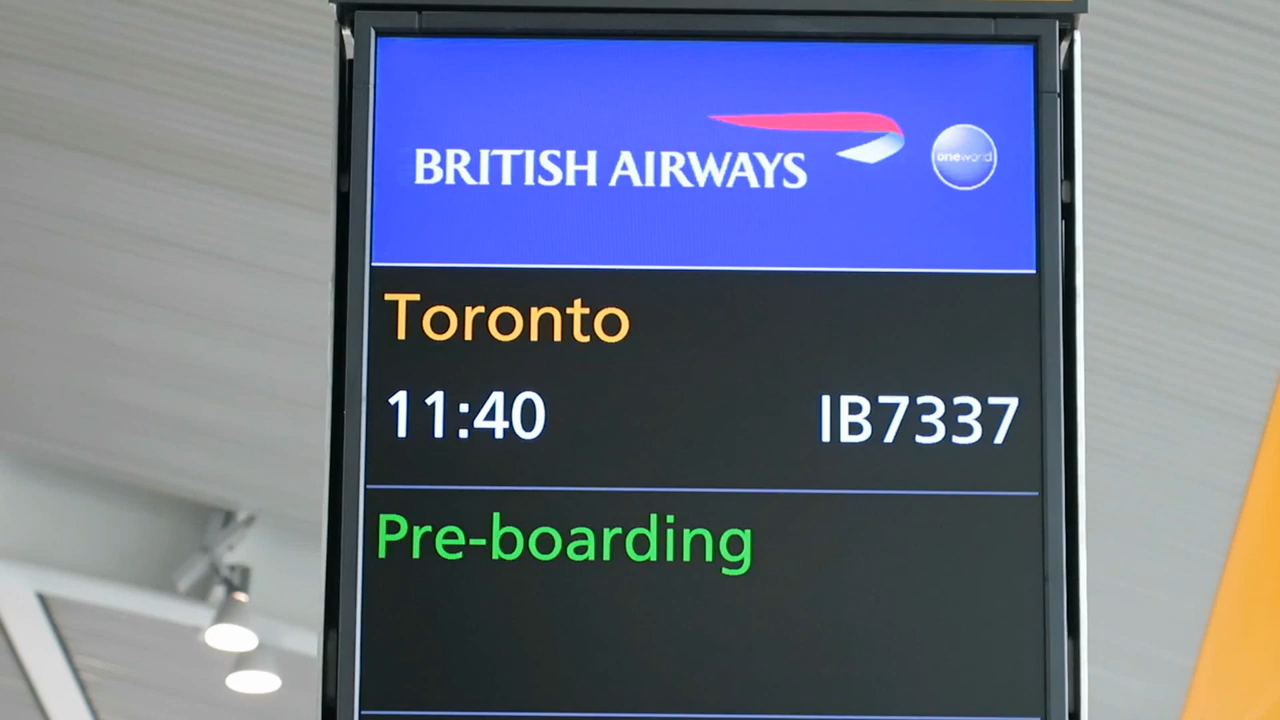 BRITISH AIRWAYS
oneworld
Toronto
11:40 IB7337
Pre-boarding